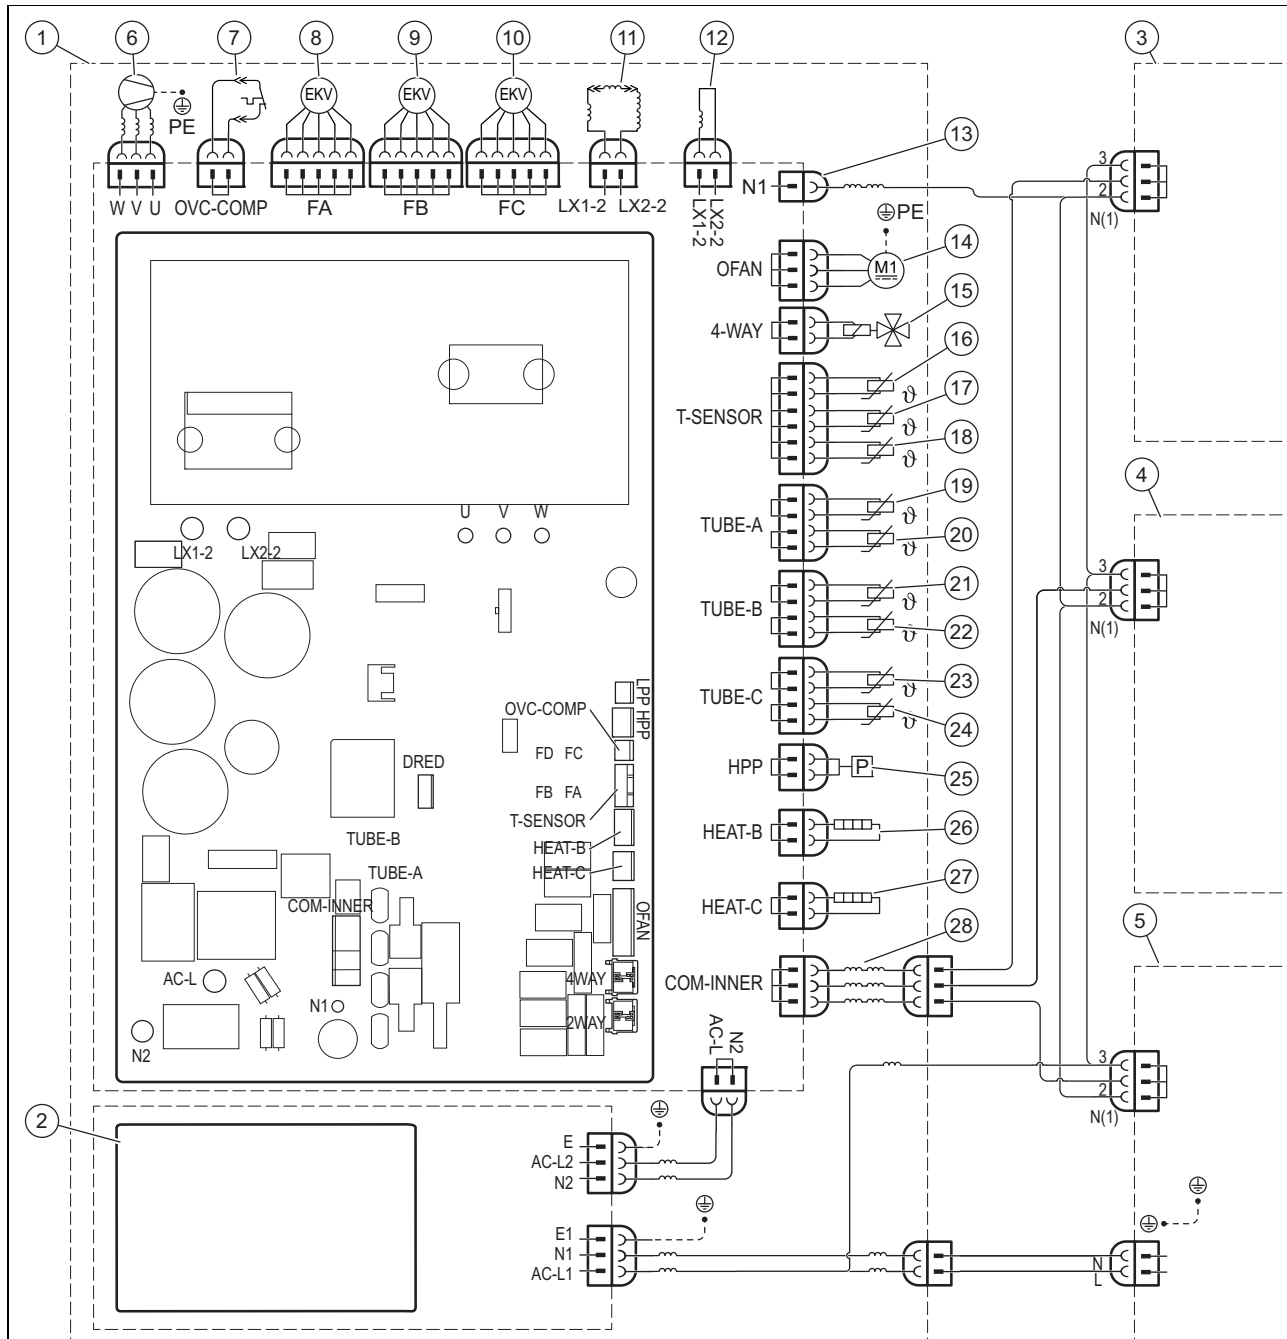 1 6 7 8 9 10 11 12 3
EKV EKV EKV
PE
W V U OVC-COMP FA FB FC LX1-2 LX2-2
LX1-2 LX2-2
N1 13
3
2
N(1)
PE
OFAN M1 14
4-WAY 15
16
T-SENSOR ϑ 17
ϑ 18
ϑ
4
19
TUBE-A ϑ 20
ϑ
U V W
LX1-2 LX2-2
3
2
N(1)
21
TUBE-B ϑ 22
ϑ
23
TUBE-C ϑ 24
ϑ
LPP HPP
OVC-COMP
FD FC
DRED
FB FA
T-SENSOR
HPP P 25
TUBE-B
HEAT-B
HEAT-B 26
TUBE-A
HEAT-C
COM-INNER
OFAN
HEAT-C 27
5
28
AC-L
4WAY
COM-INNER
N1
2WAY
N2
AC-L N2
3
2
N(1)
2
E
AC-L2
N2
E1
N1
AC-L1
N
L